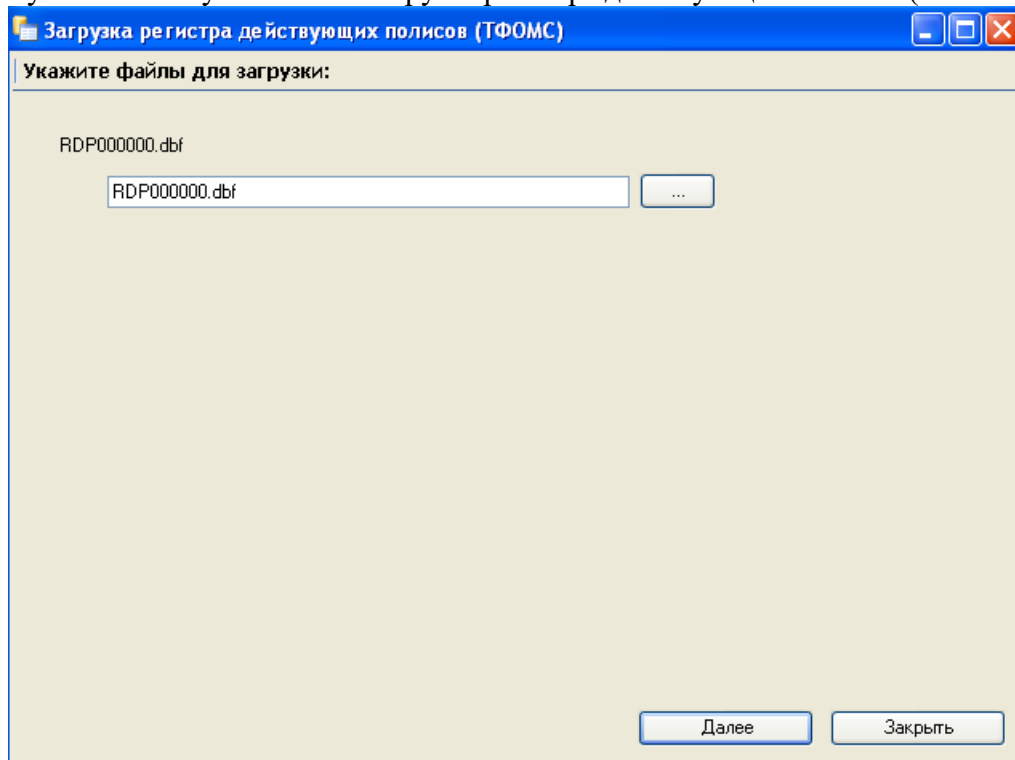 Загрузка регистра действующих полисов (ТФОМС)
Укажите файлы для загрузки:
RDP000000.dbf
RDP000000.dbf
...
Далее
Закрыть